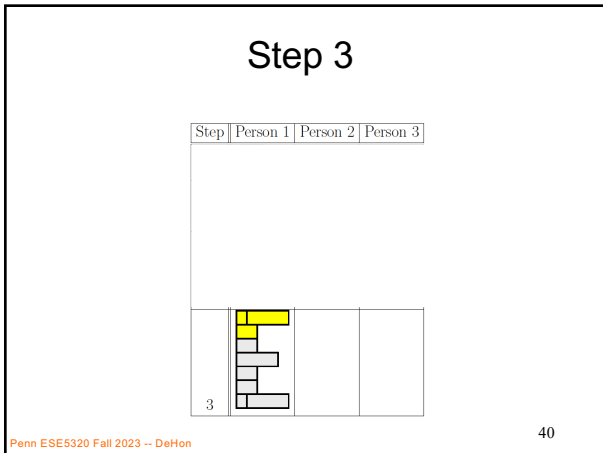 Step 3
Step Person 1 Person 2 Person 3
3
Penn ESE5320 Fall 2023 -- DeHon
40